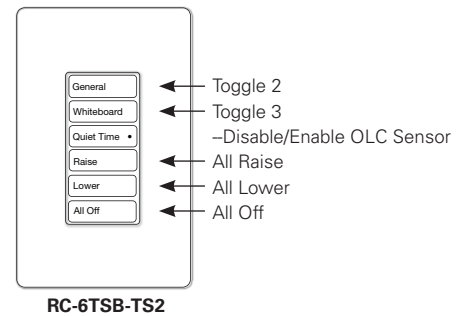 General
Toggle 2
Whiteboard
Toggle 3
Quiet Time •
–Disable/Enable OLC Sensor
Raise
All Raise
Lower
All Lower
All Off
All Off
RC-6TSB-TS2